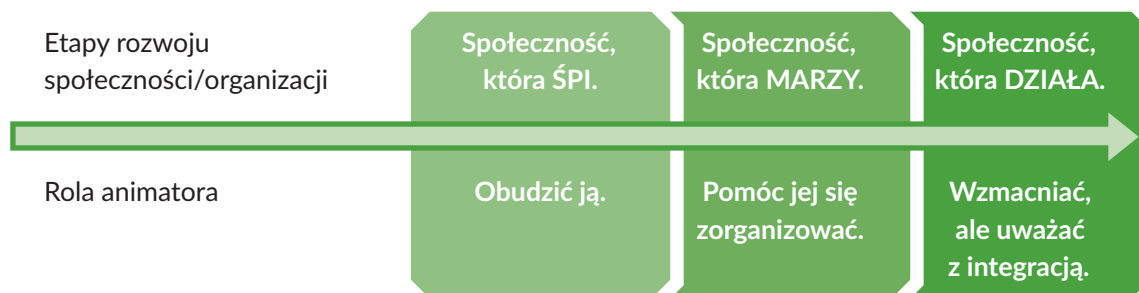 Etapy rozwoju
społeczności/organizacji
Społeczność,
która ŚPI.
Społeczność,
która MARZY.
Społeczność,
która DZIAŁA.
Rola animatora
Obudzić ją.
Pomóc jej się
zorganizować.
Wzmacniać,
ale uważać
z integracją.